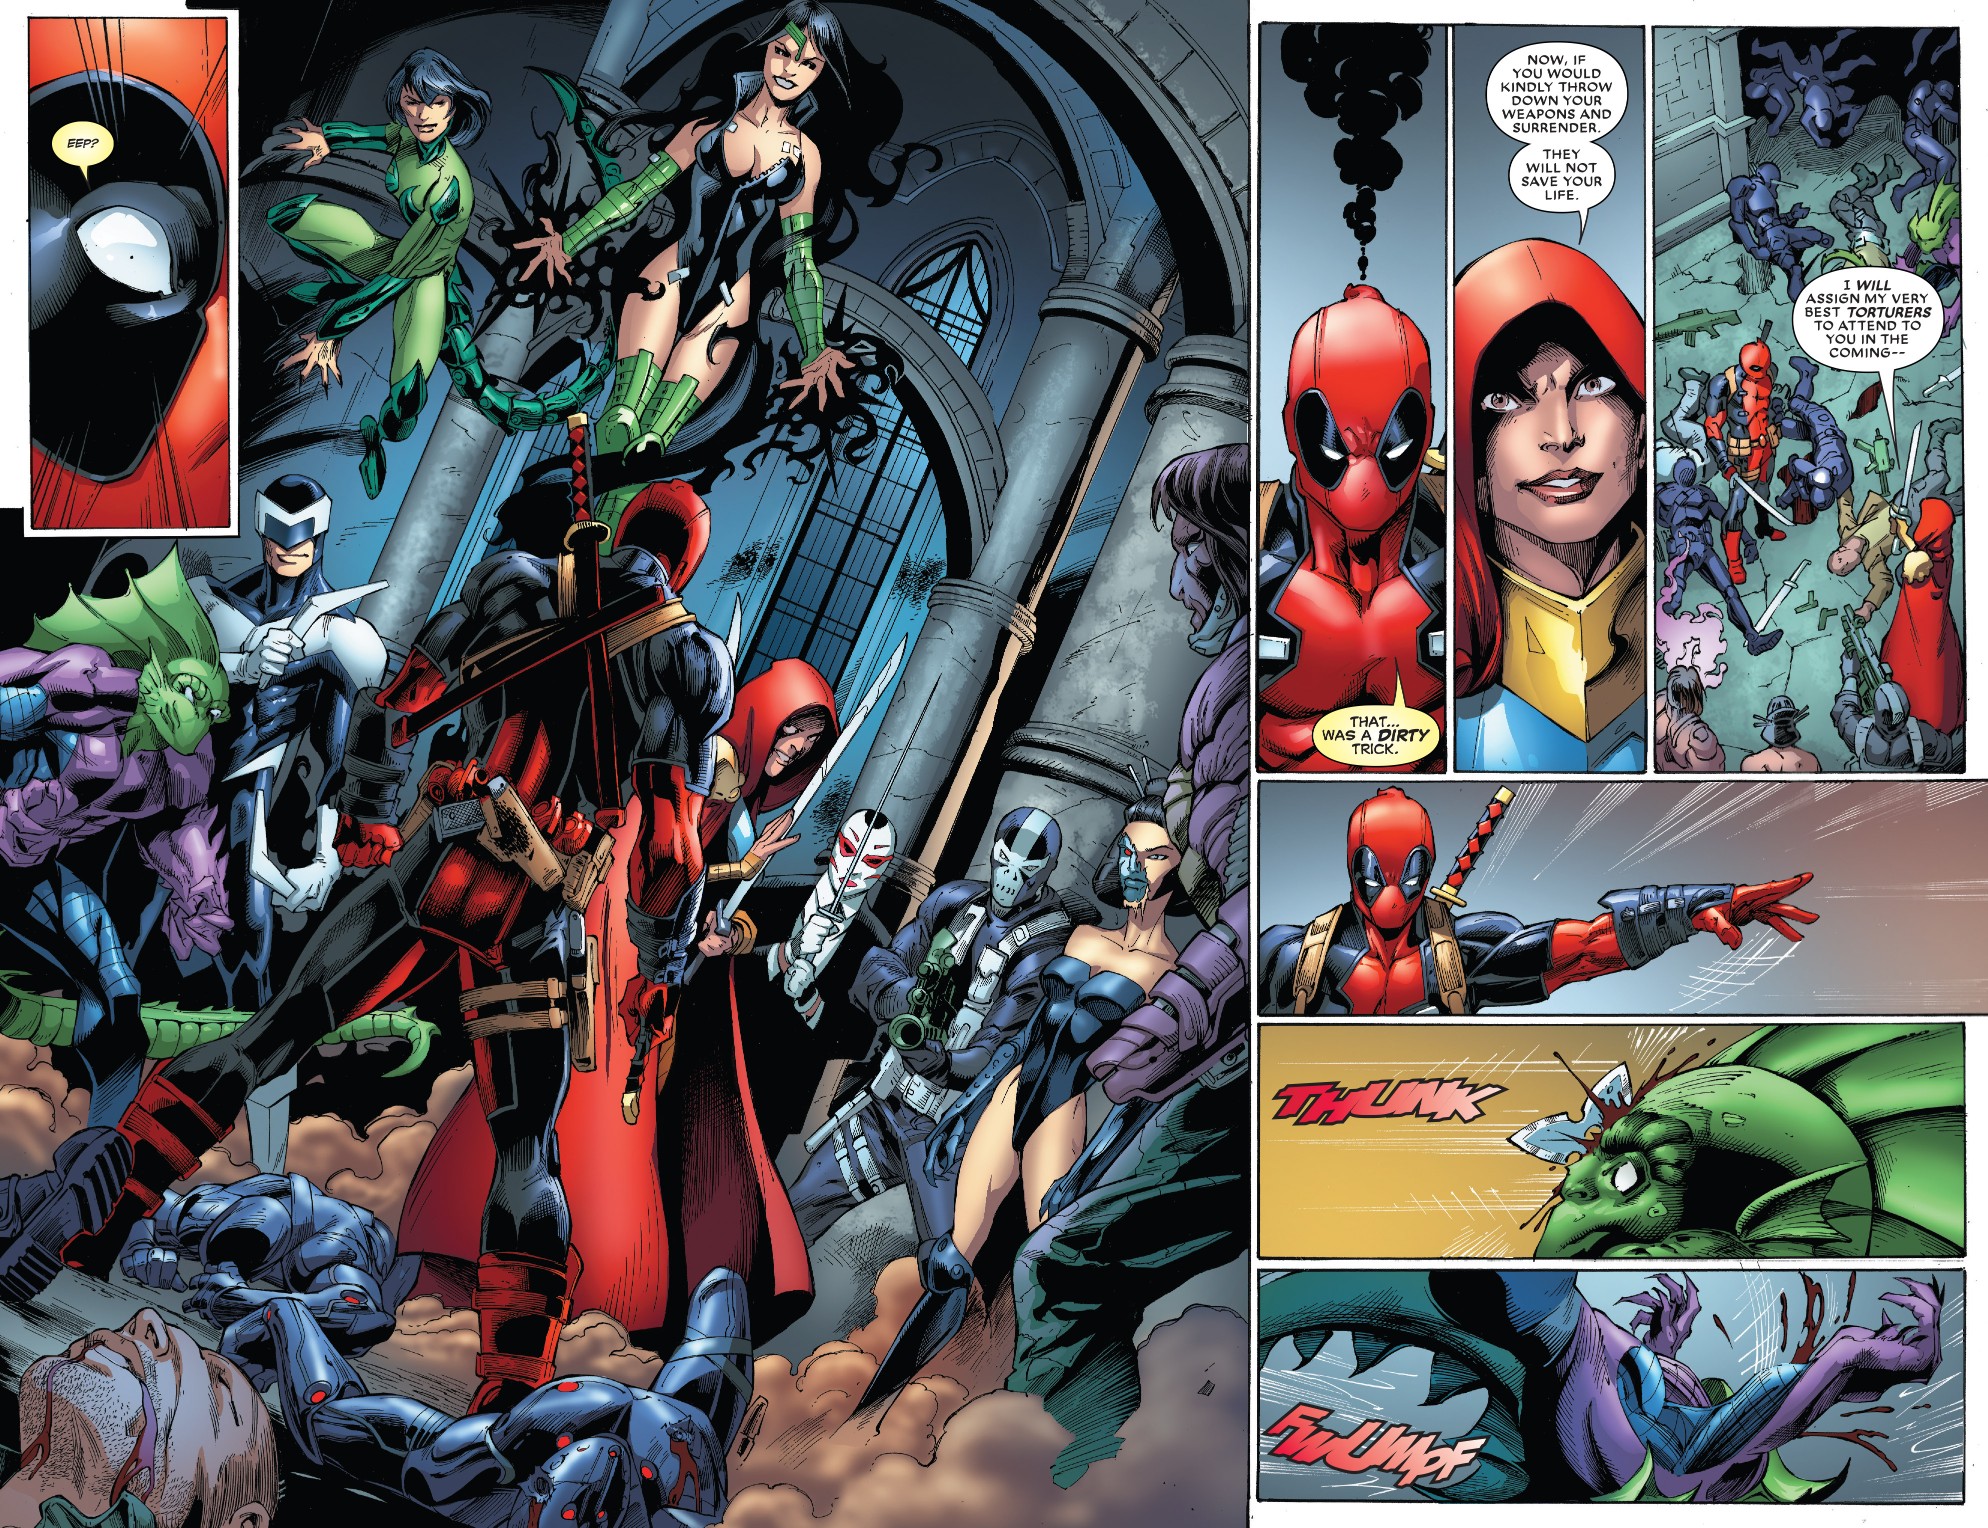 EEP?
NOW, IF
YOU WOULD
KINDLY THROW
DOWN YOUR
WEAPONS AND
SURRENDER.
THEY
WILL NOT
SAVE YOUR
LIFE.
THAT...
WAS A DIRTY
TRICK.
I WILL
ASSIGN MY VERY
BEST TORTURERS
TO ATTEND TO
YOU IN THE
COMING--
THUNK
FWUMPF